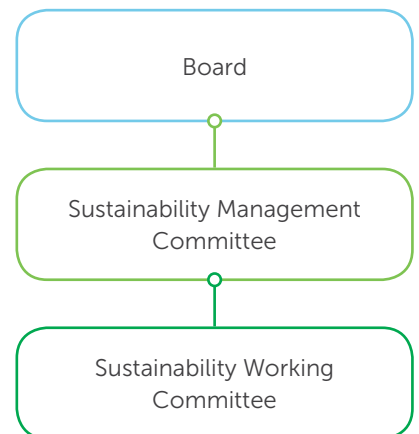 Board
Sustainability Management
Committee
Sustainability Working
Committee